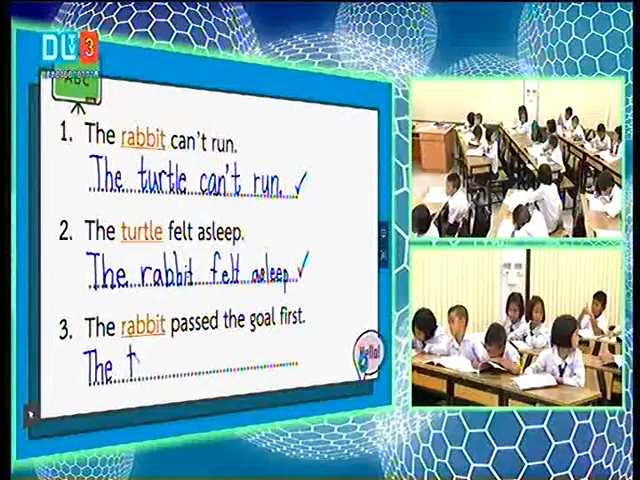 DLTV 3
ABC
1. The rabbit can't run.
The turtle can't run. ✓
2. The turtle felt asleep.
The rabbit felt asleep ✓
3. The rabbit passed the goal first.
The t
Hello!